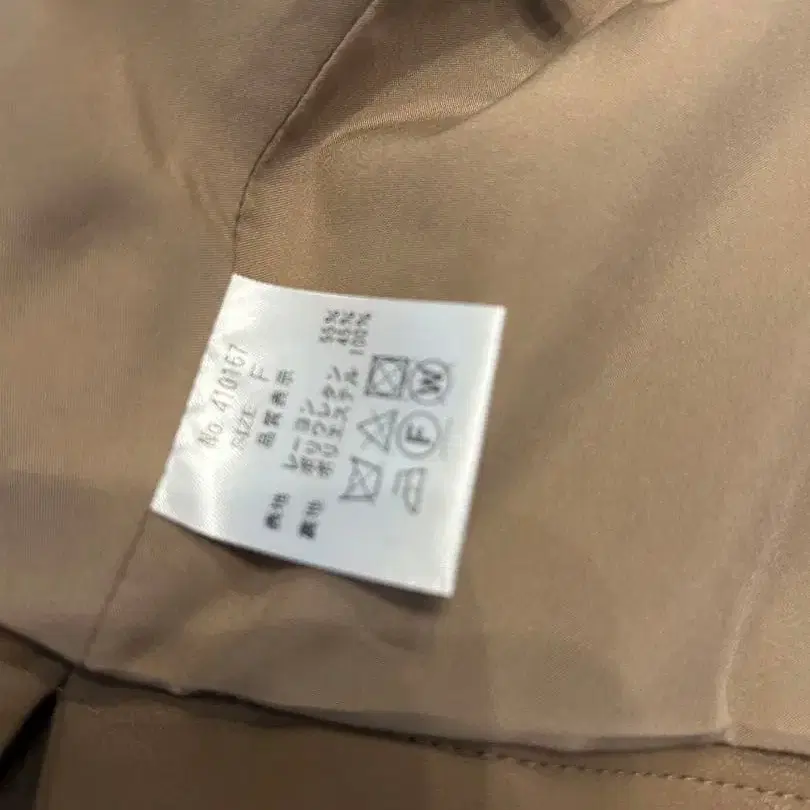 No.410167
SIZE F
品質表示
表地 レーヨン 55%
ポリウレタン 45%
裏地 ポリエステル 100%
F W